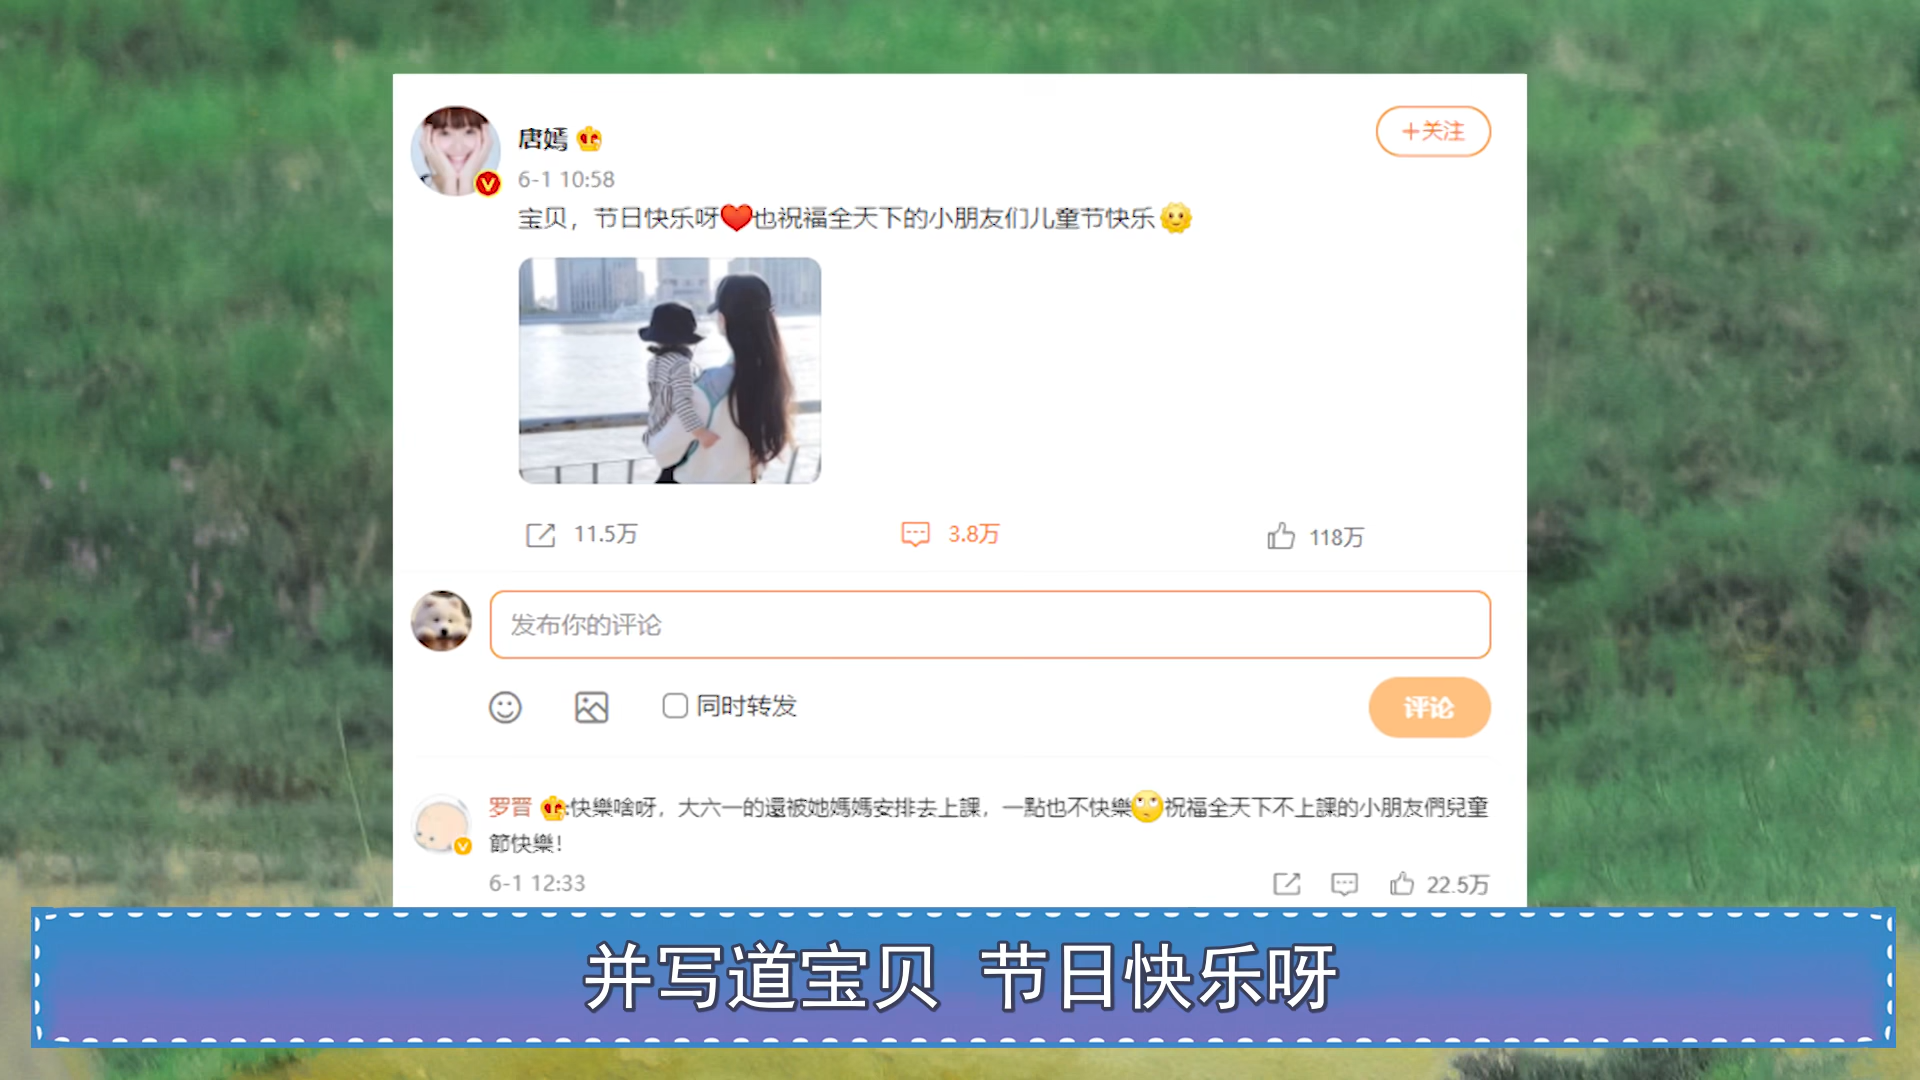 唐嫣
+关注
6-1 10:58
宝贝，节日快乐呀❤️也祝福全天下的小朋友们儿童节快乐🌞
11.5万
3.8万
118万
发布你的评论
同时转发
评论
罗晋:快樂啥呀，大六一的還被她媽媽安排去上課，一點也不快樂🙄祝福全天下不上課的小朋友們兒童
節快樂！
6-1 12:33
22.5万
并写道宝贝 节日快乐呀